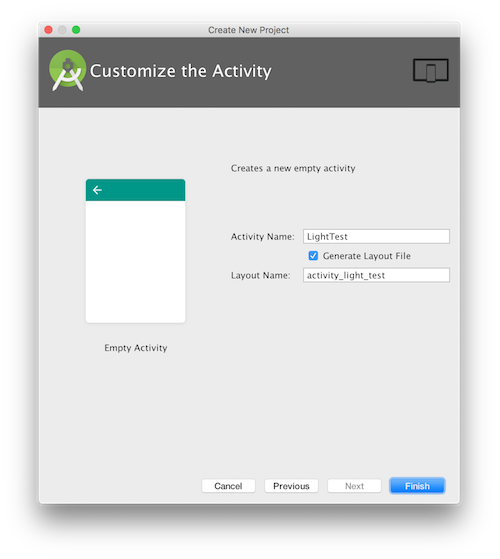 Create New Project
Customize the Activity
Creates a new empty activity
Activity Name: LightTest
Generate Layout File
Layout Name: activity_light_test
Empty Activity
Cancel Previous Next Finish